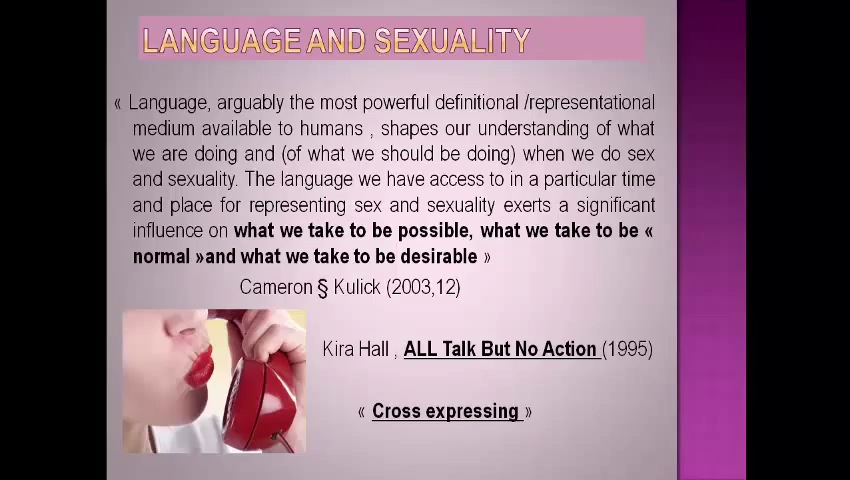 LANGUAGE AND SEXUALITY
« Language, arguably the most powerful definitional /representational
medium available to humans , shapes our understanding of what
we are doing and (of what we should be doing) when we do sex
and sexuality. The language we have access to in a particular time
and place for representing sex and sexuality exerts a significant
influence on what we take to be possible, what we take to be «
normal »and what we take to be desirable »
Cameron § Kulick (2003,12)
Kira Hall , ALL Talk But No Action (1995)
« Cross expressing »